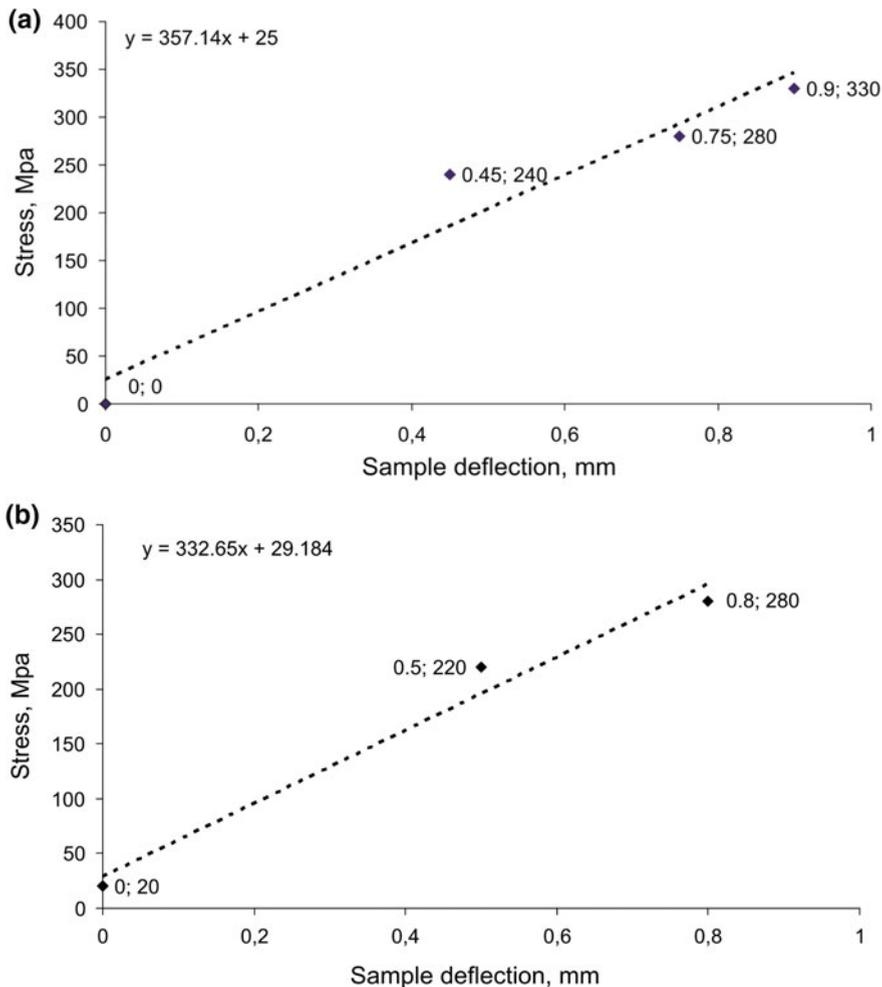 (a)
400
y = 357.14x + 25
350
0.9; 330
300
0.75; 280
250
0.45; 240
200
150
100
50
0; 0
0
0 0,2 0,4 0,6 0,8 1
Stress, Mpa
Sample deflection, mm
(b)
350
y = 332.65x + 29.184
300
0.8; 280
250
0.5; 220
200
150
100
50
0; 20
0
0 0,2 0,4 0,6 0,8 1
Stress, Mpa
Sample deflection, mm